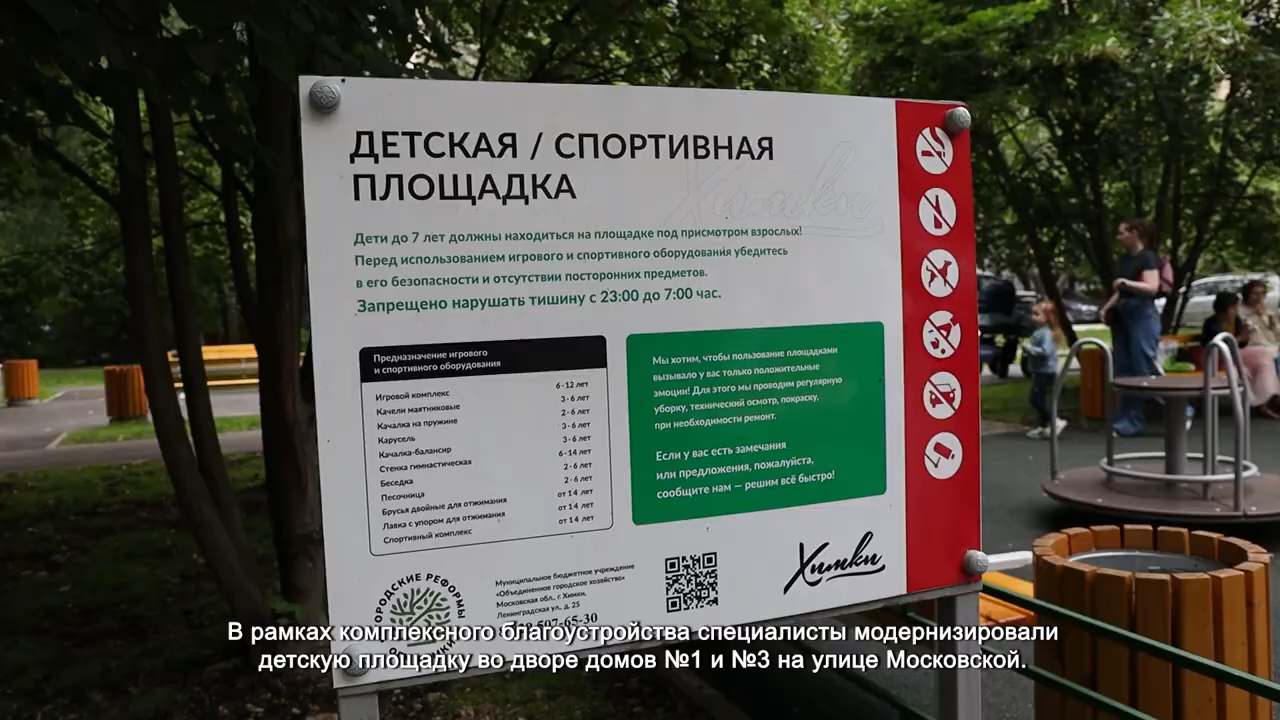 ДЕТСКАЯ / СПОРТИВНАЯ
ПЛОЩАДКА
Химки
Дети до 7 лет должны находиться на площадке под присмотром взрослых!
Перед использованием игрового и спортивного оборудования убедитесь
в его безопасности и отсутствии посторонних предметов.
Запрещено нарушать тишину с 23:00 до 7:00 час.
Предназначение игрового
и спортивного оборудования
Игровой комплекс 6-12 лет
Качели маятниковые 3-6 лет
Качалка на пружине 2-6 лет
Карусель 3-6 лет
Качалка-балансир 3-6 лет
Стенка гимнастическая 6-14 лет
Беседка 2-6 лет
Песочница 2-6 лет
Брусья двойные для отжимания от 14 лет
Лавка с упором для отжимания от 14 лет
Спортивный комплекс от 14 лет
Мы хотим, чтобы пользование площадками
вызывало у вас только положительные
эмоции! Для этого мы проводим регулярную
уборку, технический осмотр, покраску,
при необходимости ремонт.
Если у вас есть замечания
или предложения, пожалуйста,
сообщите нам — решим всё быстро!
ГОРОДСКИЕ РЕФОРМЫ
Муниципальное бюджетное учреждение
«Объединенное городское хозяйство»
Московская обл., г. Химки,
Ленинградская ул., д. 25
507-65-30
Химки
В рамках комплексного благоустройства специалисты модернизировали
детскую площадку во дворе домов №1 и №3 на улице Московской.